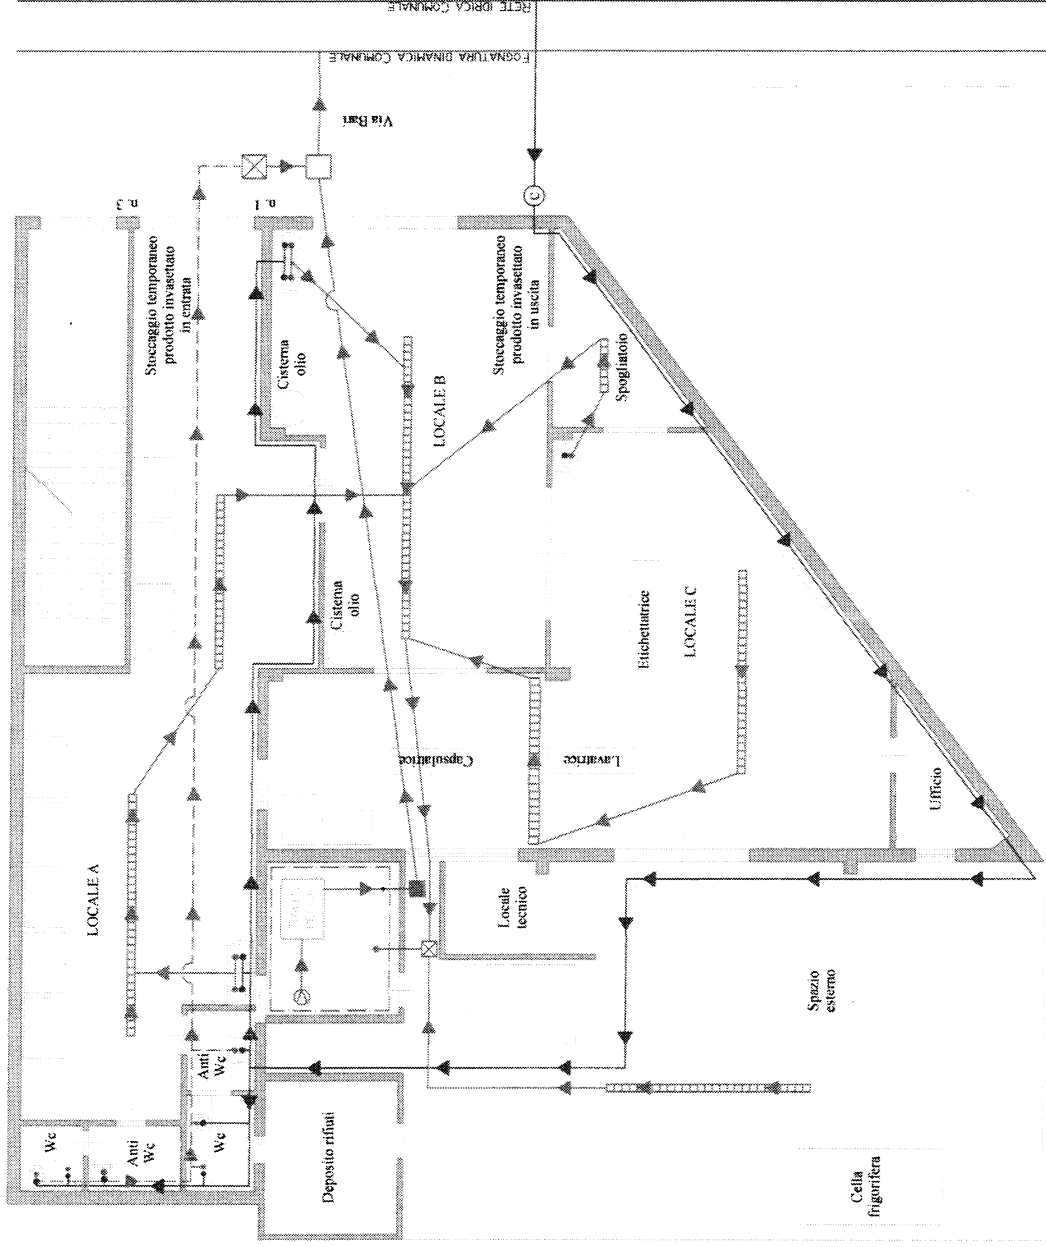 RETE IDRICA COMUNALE
FOGNATURA DINAMICA COMUNALE
Via Bari
n. 3
n. 1
C
Stoccaggio temporaneo
prodotto invasettato
in entrata
Cisterna
olio
Stoccaggio temporaneo
prodotto invasettato
in uscita
Spogliatoio
LOCALE B
Cisterna
olio
Etichettatrice
LOCALE C
Capsulatrice
Lavatrice
Ufficio
LOCALE A
Locale
tecnico
Spazio
esterno
Anti
Wc
Wc
Anti
Wc
Wc
Deposito rifiuti
Cella
frigorifera